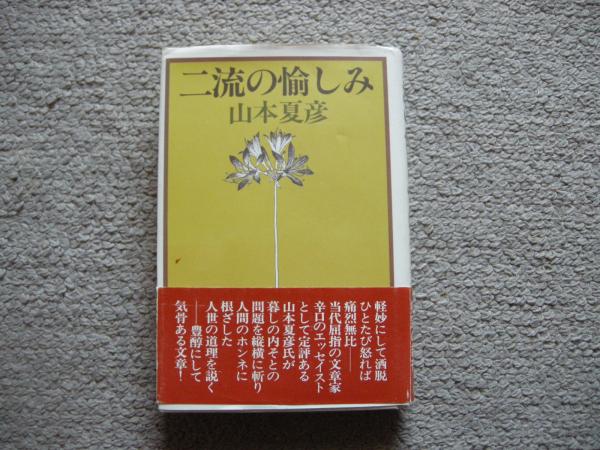 二流の愉しみ
山本夏彦
軽妙にして洒脱
ひとたび怒れば
痛烈無比──
当代屈指の文章家
辛口のエッセイスト
として定評ある
山本夏彦氏が
暮しの内そとの
問題を縦横に斬り
人間のホンネに
根ざした
人世の道理を説く
──豊醇にして
気骨ある文章!